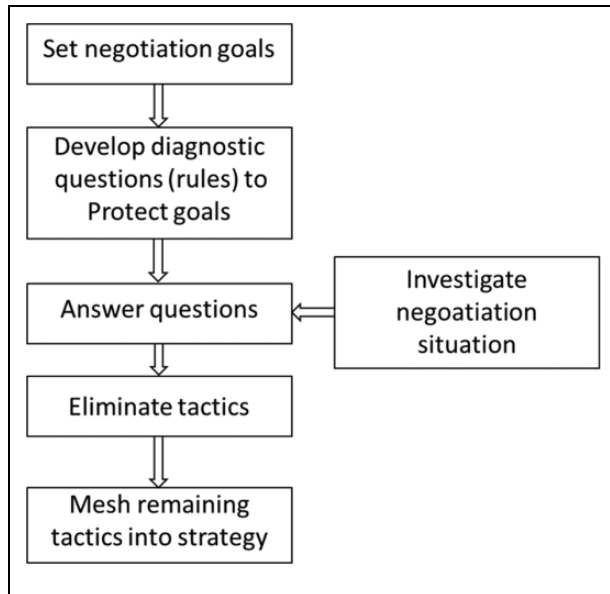 Set negotiation goals
Develop diagnostic
questions (rules) to
Protect goals
Answer questions
Investigate
negoatiation
situation
Eliminate tactics
Mesh remaining
tactics into strategy